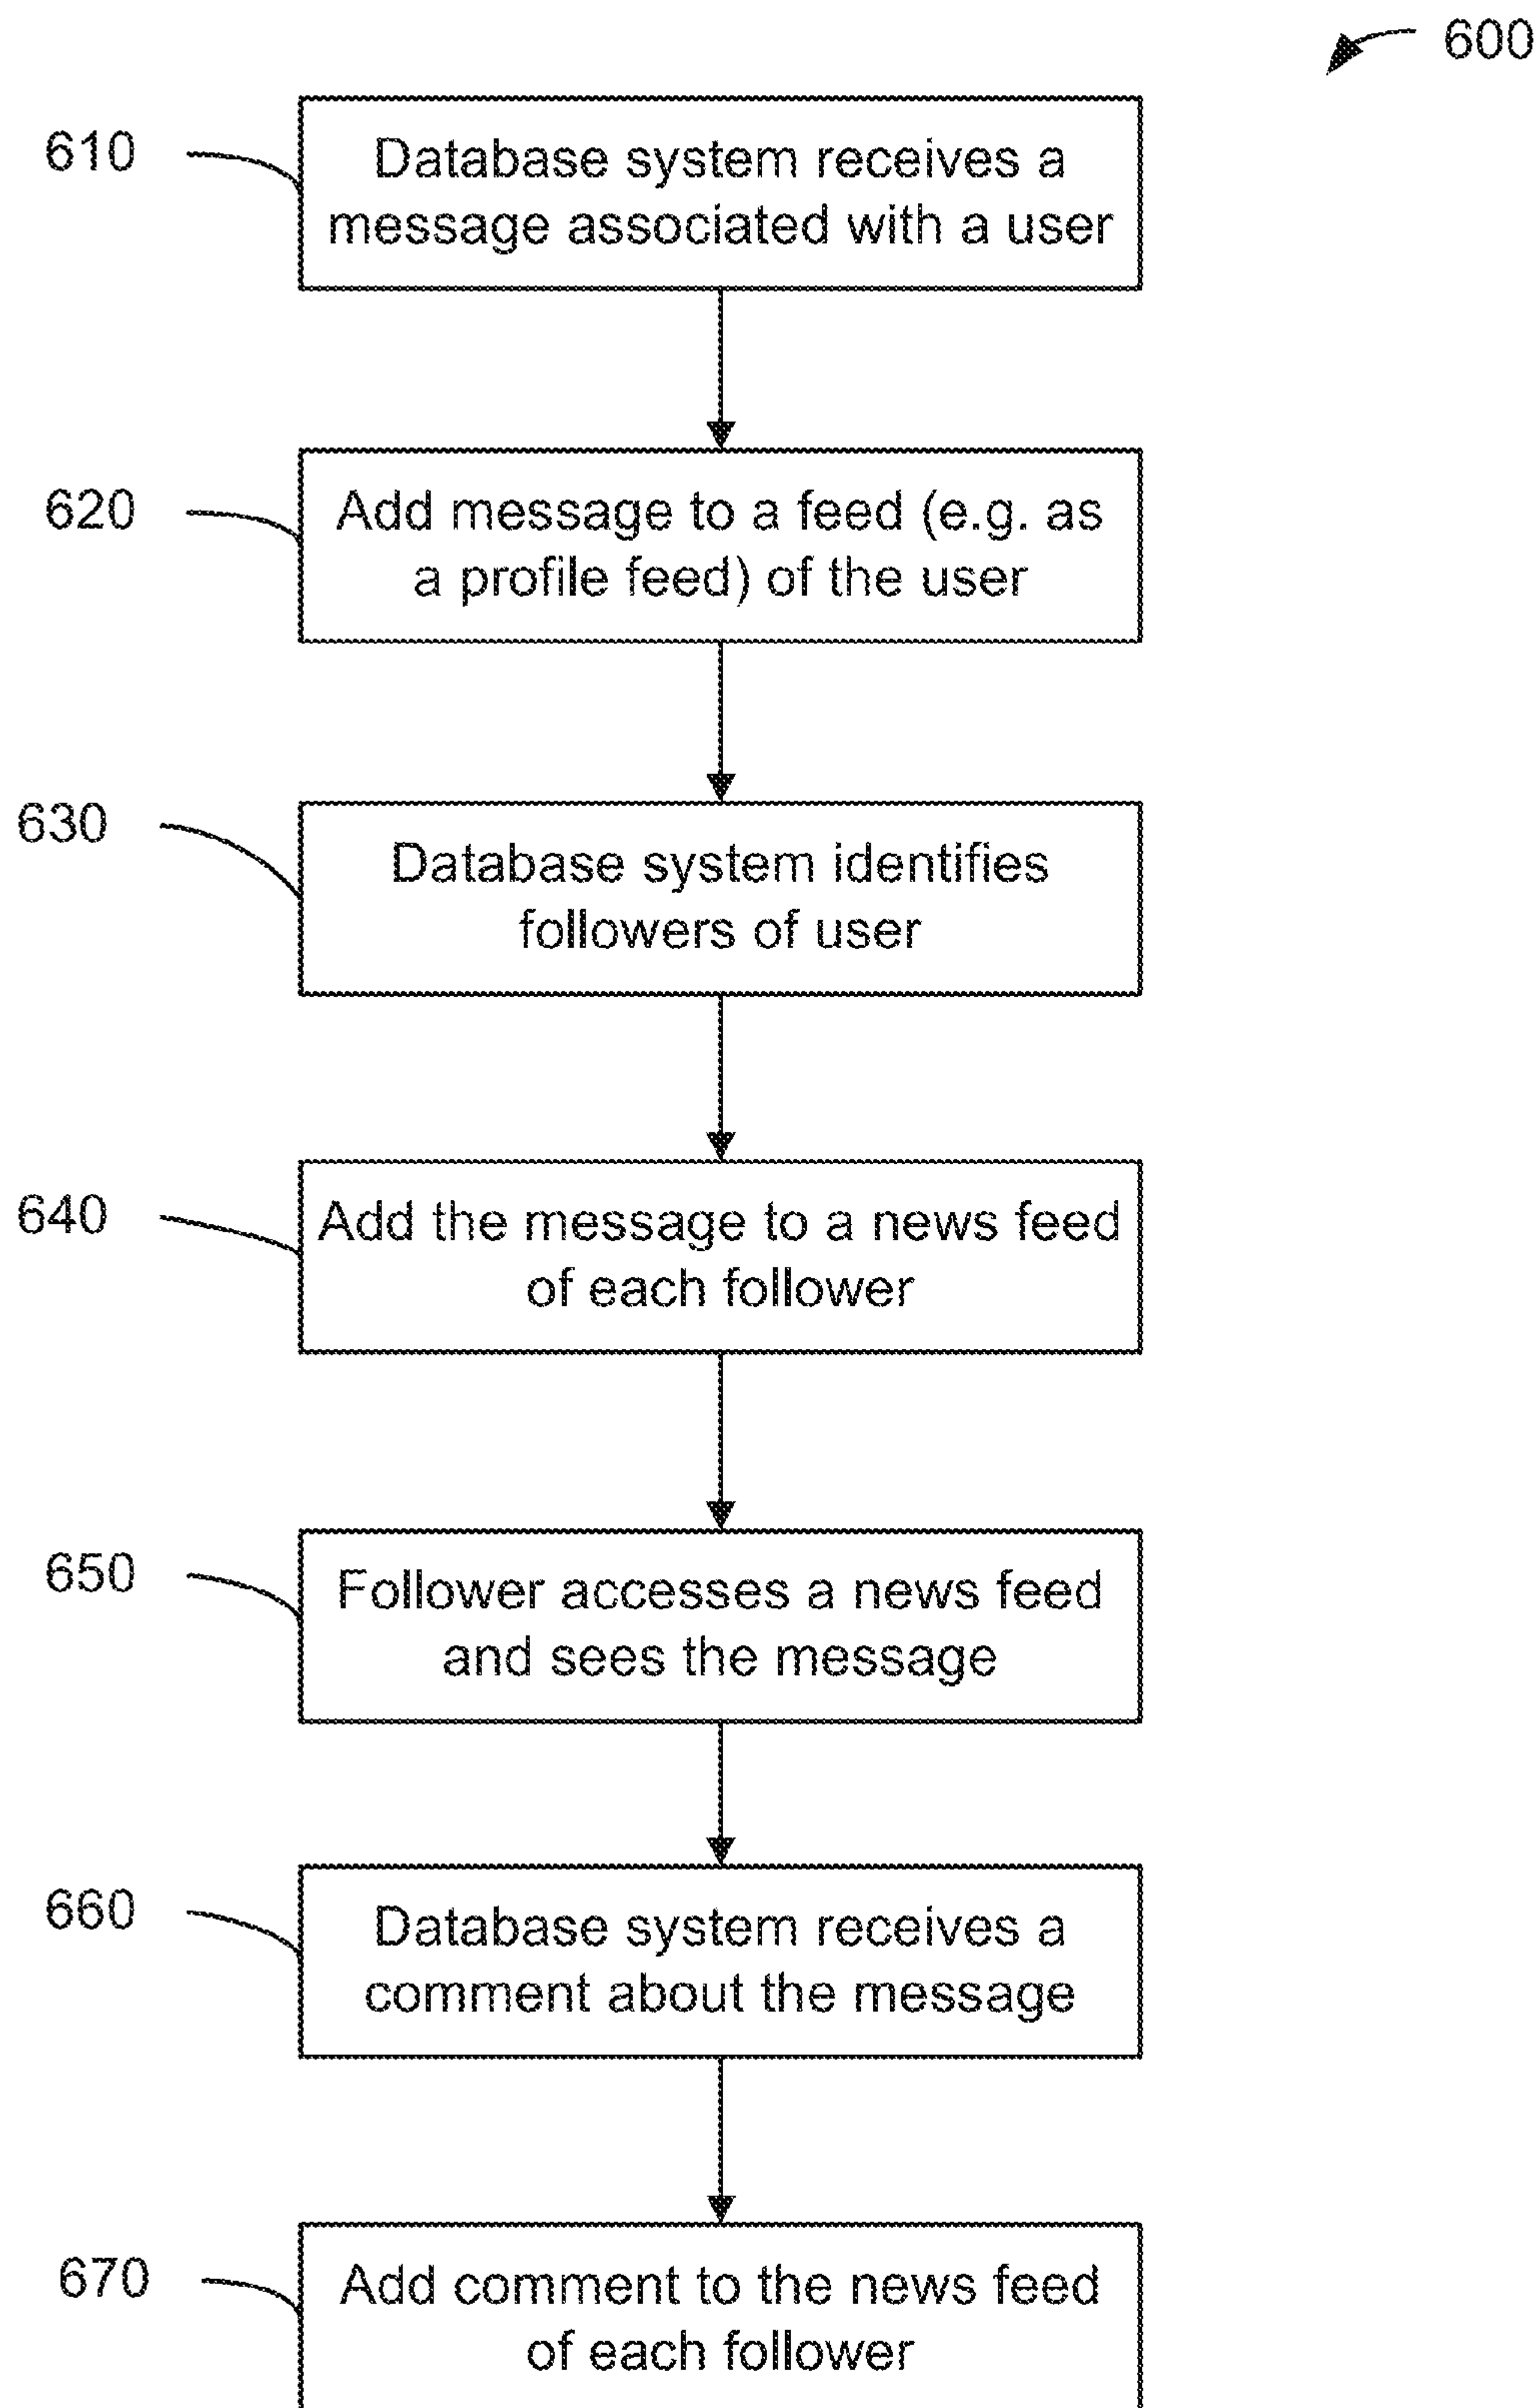 600
610
Database system receives a
message associated with a user
620
Add message to a feed (e.g. as
a profile feed) of the user
630
Database system identifies
followers of user
640
Add the message to a news feed
of each follower
650
Follower accesses a news feed
and sees the message
660
Database system receives a
comment about the message
670
Add comment to the news feed
of each follower